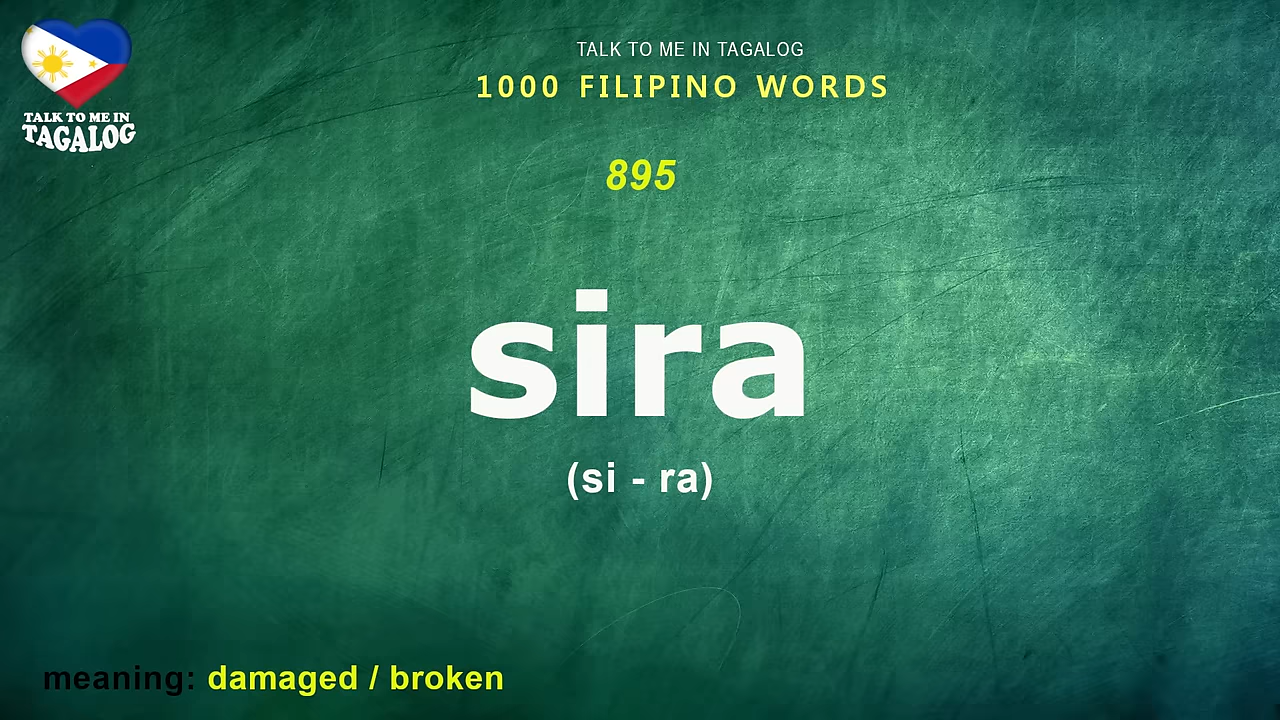 TALK TO ME IN TAGALOG
1000 FILIPINO WORDS
TALK TO ME IN
TAGALOG
895
sira
(si - ra)
meaning: damaged / broken